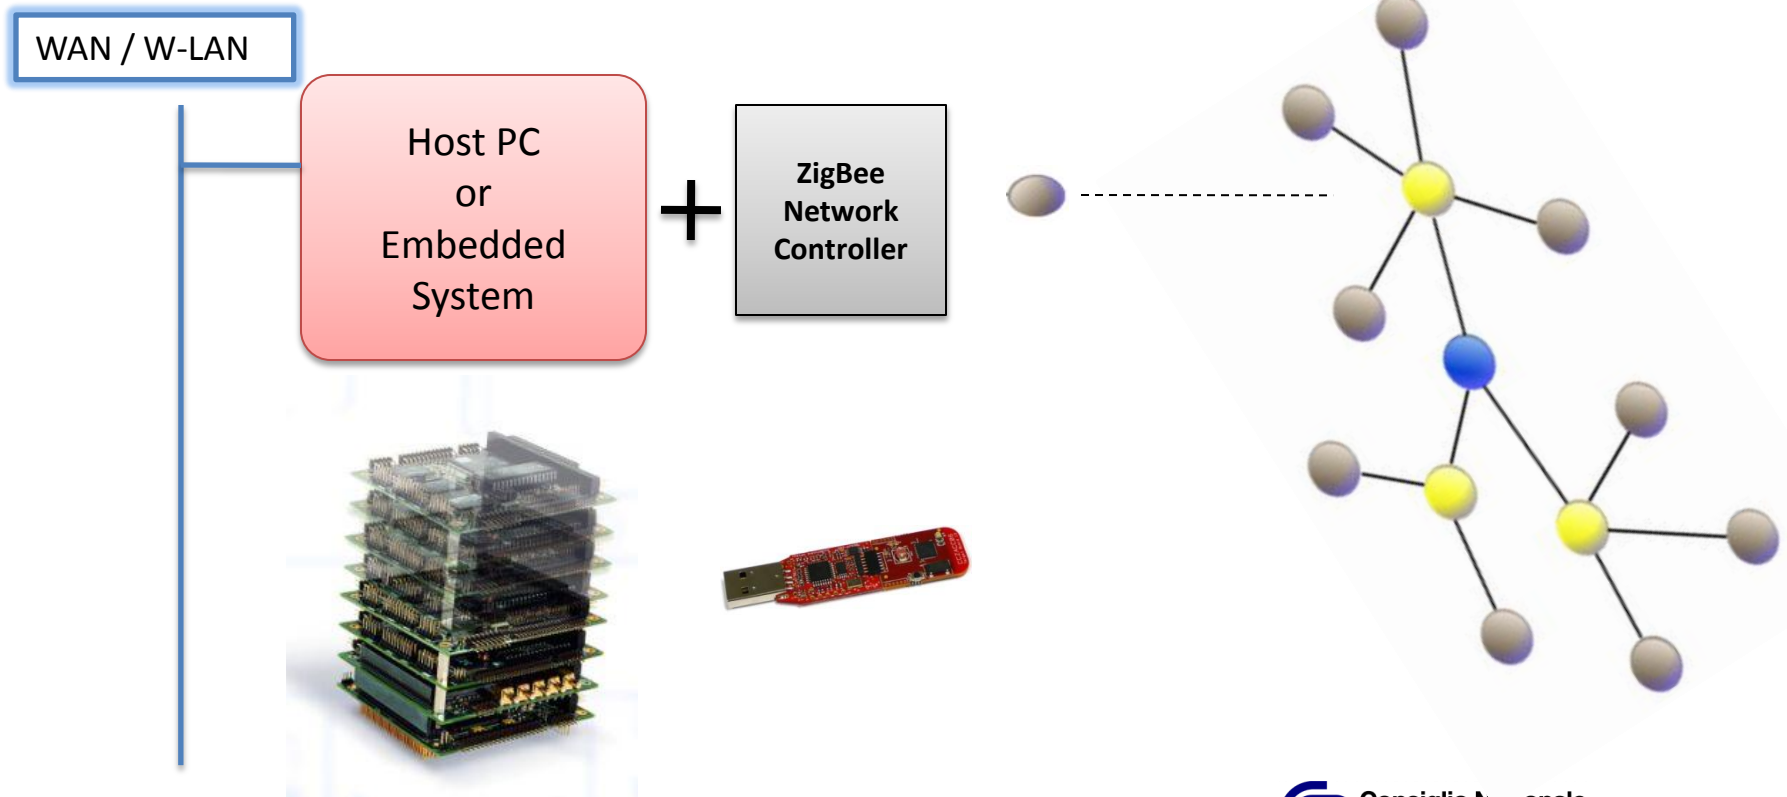 WAN / W-LAN
Host PC
or
Embedded
System
ZigBee
Network
Controller